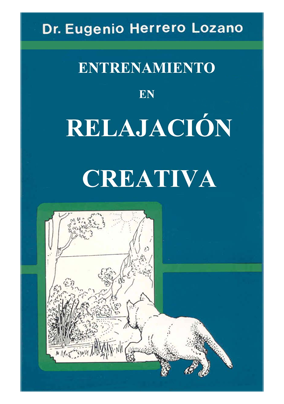 Dr. Eugenio Herrero Lozano
ENTRENAMIENTO
EN
RELAJACIÓN
CREATIVA